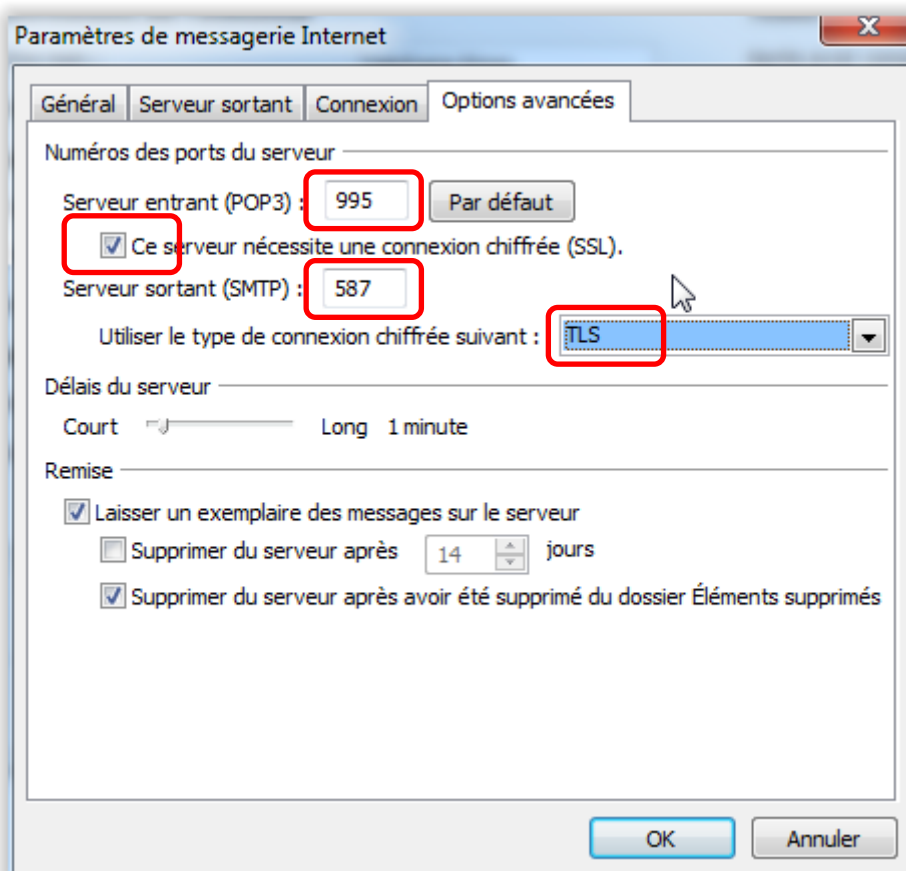 Paramètres de messagerie Internet
Général Serveur sortant Connexion Options avancées
Numéros des ports du serveur
Serveur entrant (POP3) : 995 Par défaut
Ce serveur nécessite une connexion chiffrée (SSL).
Serveur sortant (SMTP) : 587
Utiliser le type de connexion chiffrée suivant : TLS
Délais du serveur
Court Long 1 minute
Remise
Laisser un exemplaire des messages sur le serveur
Supprimer du serveur après 14 jours
Supprimer du serveur après avoir été supprimé du dossier Éléments supprimés
OK Annuler